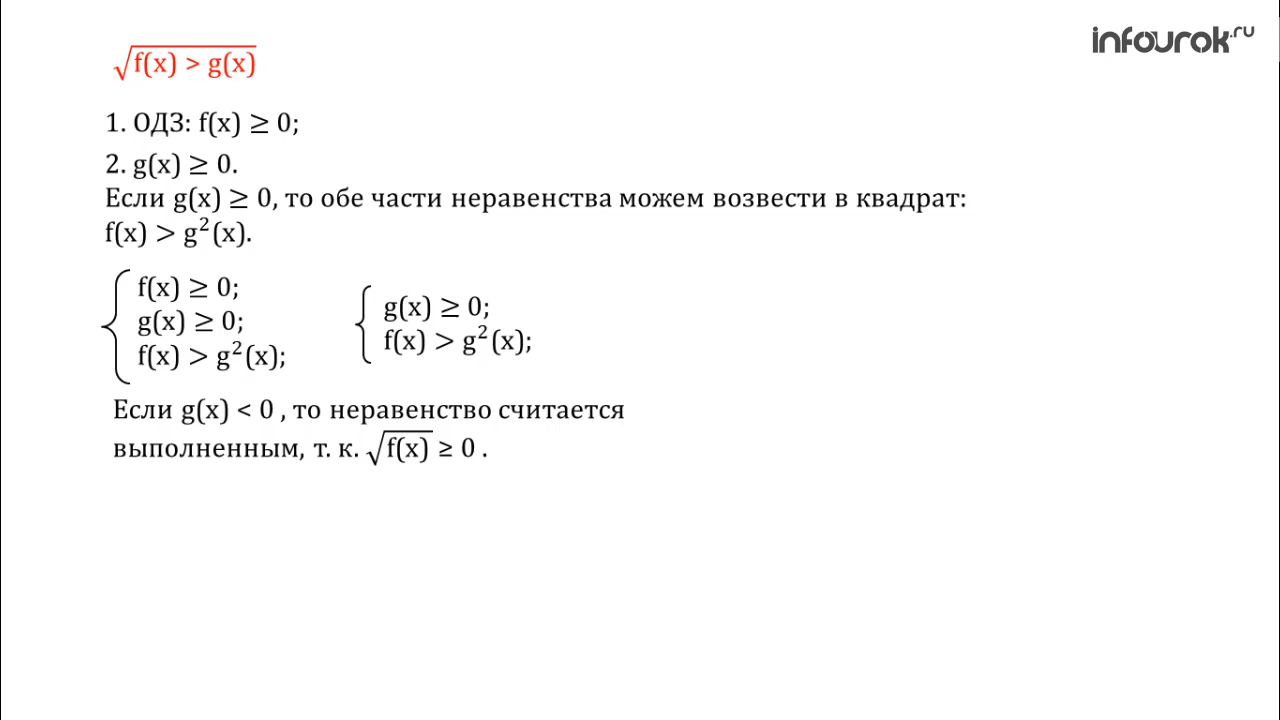 infourok.ru
√f(x) > g(x)
1. ОДЗ: f(x) ≥ 0;
2. g(x) ≥ 0.
Если g(x) ≥ 0, то обе части неравенства можем возвести в квадрат:
f(x) > g²(x).
f(x) ≥ 0;
g(x) ≥ 0;
f(x) > g²(x);
g(x) ≥ 0;
f(x) > g²(x);
Если g(x) < 0 , то неравенство считается
выполненным, т. к. √f(x) ≥ 0 .